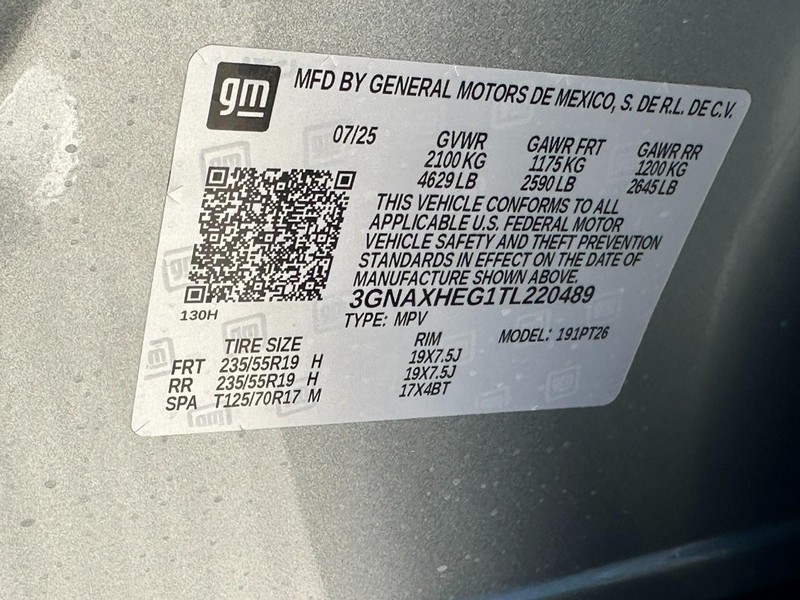 gm
MFD BY GENERAL MOTORS DE MEXICO, S. DE R.L. DE C.V.
07/25 GVWR GAWR FRT GAWR RR
2100 KG 1175 KG 1200 KG
4629 LB 2590 LB 2645 LB
THIS VEHICLE CONFORMS TO ALL
APPLICABLE U.S. FEDERAL MOTOR
VEHICLE SAFETY AND THEFT PREVENTION
STANDARDS IN EFFECT ON THE DATE OF
MANUFACTURE SHOWN ABOVE.
3GNAXHEG1TL220489
130H
TYPE: MPV MODEL: 191PT26
TIRE SIZE RIM
FRT 235/55R19 H 19X7.5J
RR 235/55R19 H 19X7.5J
SPA T125/70R17 M 17X4BT